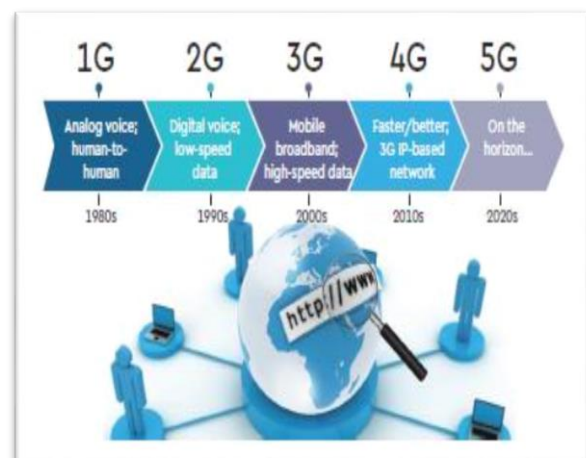 1G 2G 3G 4G 5G
Analog voice;
human-to-
human
Digital voice;
low-speed
data
Mobile
broadband;
high-speed data
Faster/better;
3G IP-based
network
On the
horizon...
1980s 1990s 2000s 2010s 2020s
http://www